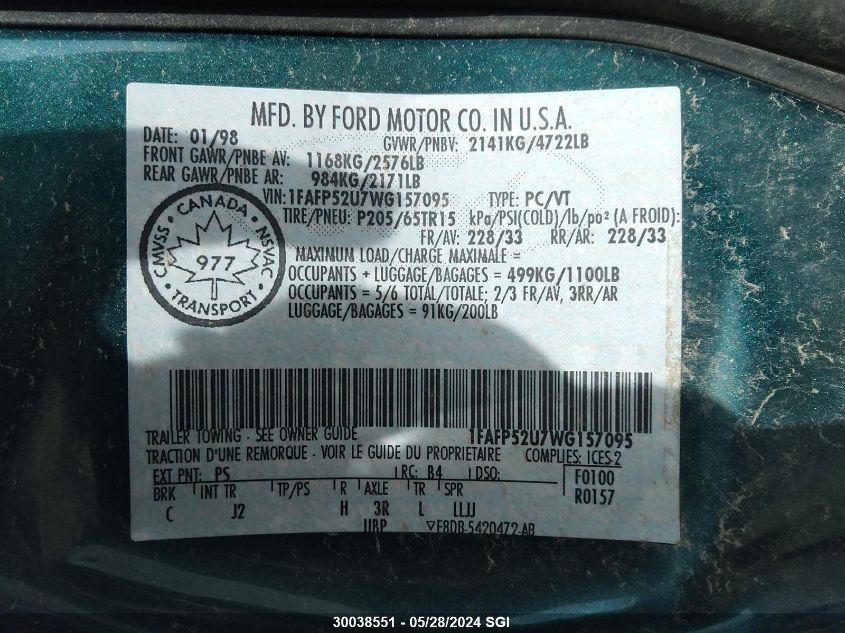 MFD. BY FORD MOTOR CO. IN U.S.A.
DATE: 01/98 GVWR/PNBV: 2141KG/4722LB
FRONT GAWR/PNBE AV: 1168KG/2576LB
REAR GAWR/PNBE AR: 984KG/2171LB
VIN: 1FAFP52U7WG157095 TYPE: PC/VT
TIRE/PNEU: P205/65TR15 kPa/PSI(COLD)/lb/po² (A FROID):
FR/AV: 228/33 RR/AR: 228/33
CMVSS · CANADA · NSVAC
977
· TRANSPORT ·
MAXIMUM LOAD/CHARGE MAXIMALE =
OCCUPANTS + LUGGAGE/BAGAGES = 499KG/1100LB
OCCUPANTS = 5/6 TOTAL/TOTALE; 2/3 FR/AV, 3RR/AR
LUGGAGE/BAGAGES = 91KG/200LB
TRAILER TOWING - SEE OWNER GUIDE 1FAFP52U7WG157095
TRACTION D'UNE REMORQUE - VOIR LE GUIDE DU PROPRIETAIRE COMPLIES: ICES-2
EXT PNT: PS RC: B4 DSO: F0100
BRK INT TR TP/PS R AXLE TR SPR R0157
C J2 H 3R L LLJJ
UBP F8DB-5420472-AB
30038551 - 05/28/2024 SGI